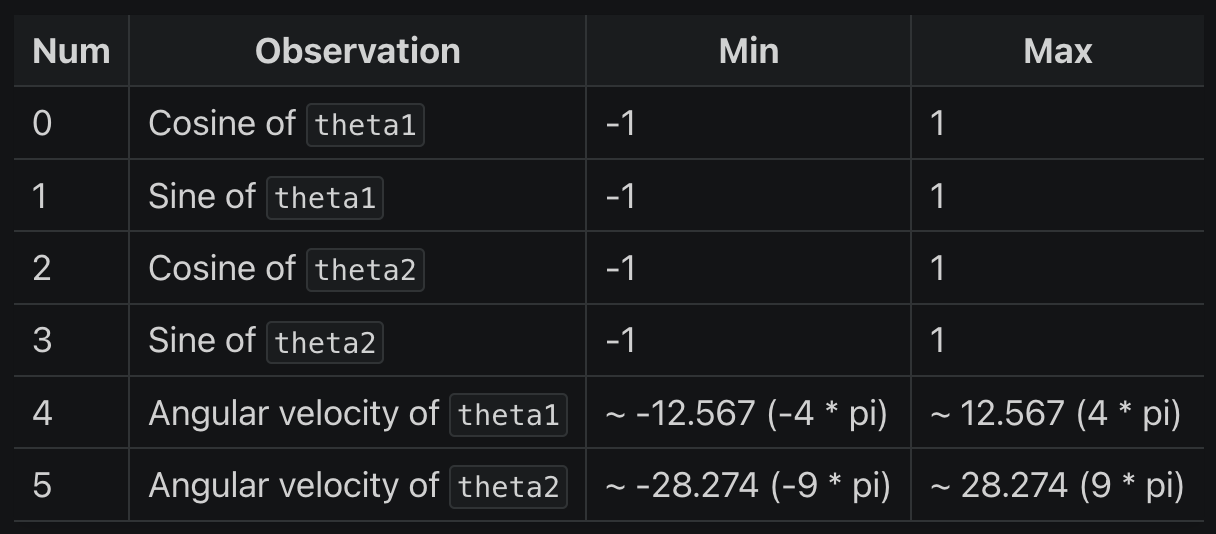 Num Observation Min Max
0 Cosine of theta1 -1 1
1 Sine of theta1 -1 1
2 Cosine of theta2 -1 1
3 Sine of theta2 -1 1
4 Angular velocity of theta1 ~ -12.567 (-4 * pi) ~ 12.567 (4 * pi)
5 Angular velocity of theta2 ~ -28.274 (-9 * pi) ~ 28.274 (9 * pi)